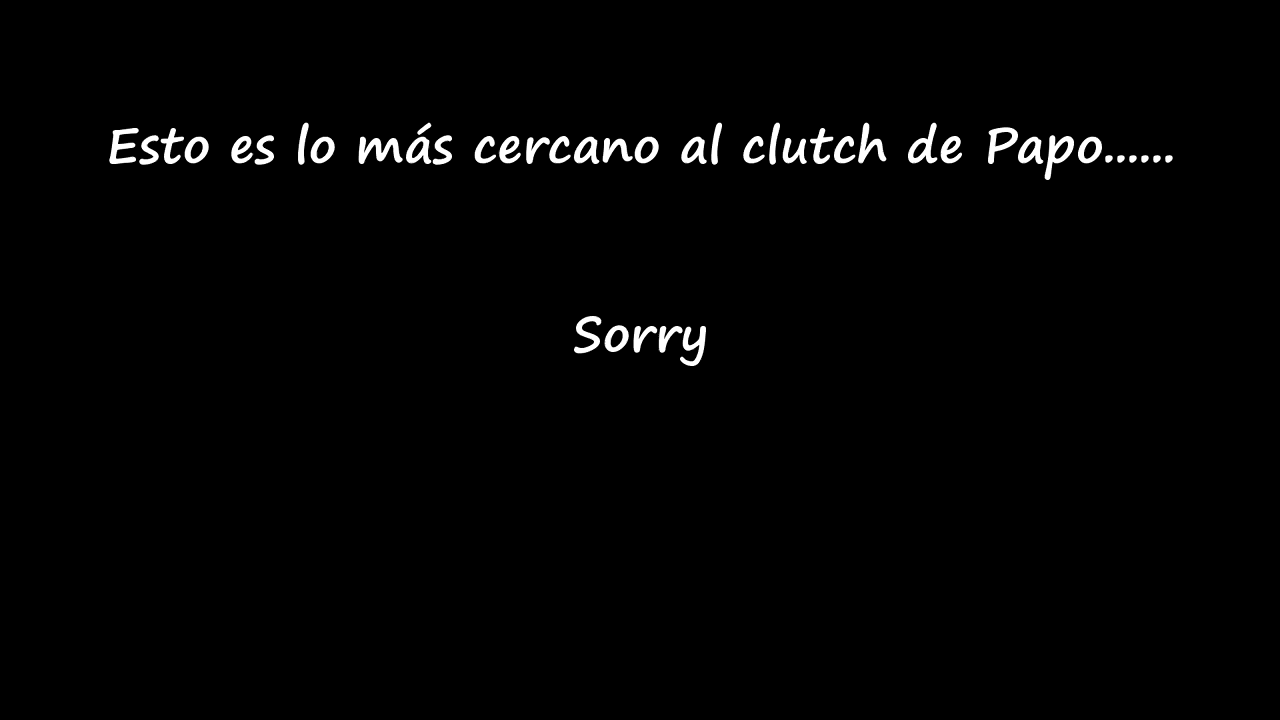 Esto es lo más cercano al clutch de Papo......
Sorry